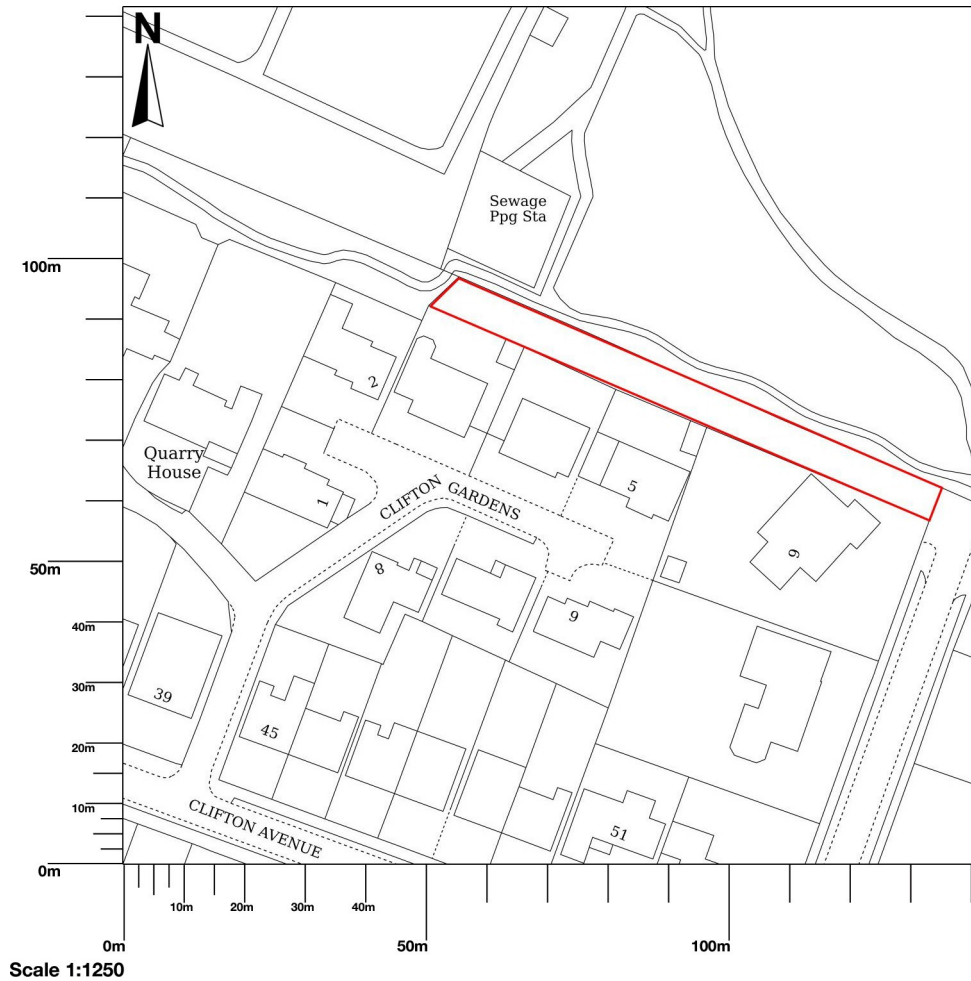 N
Sewage
Ppg Sta
100m
2
Quarry
House
1
CLIFTON GARDENS
5
9
50m
8
9
40m
30m
39
45
20m
10m
CLIFTON AVENUE
51
0m
10m
20m
30m
40m
0m
50m
100m
Scale 1:1250